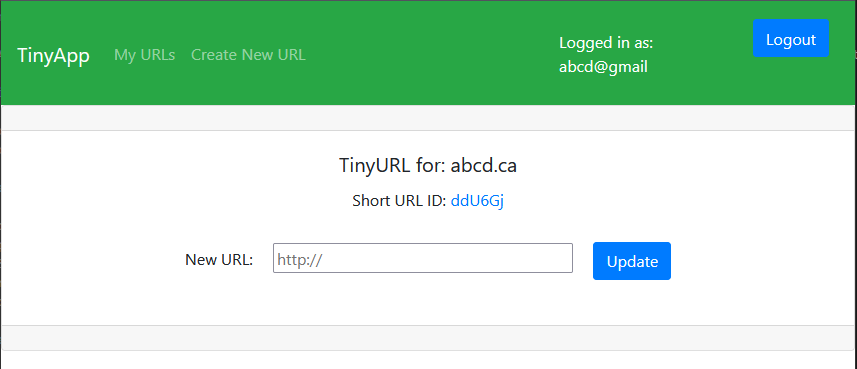 TinyApp My URLs Create New URL
Logged in as:
abcd@gmail
Logout
TinyURL for: abcd.ca
Short URL ID: ddU6Gj
New URL: http:// Update